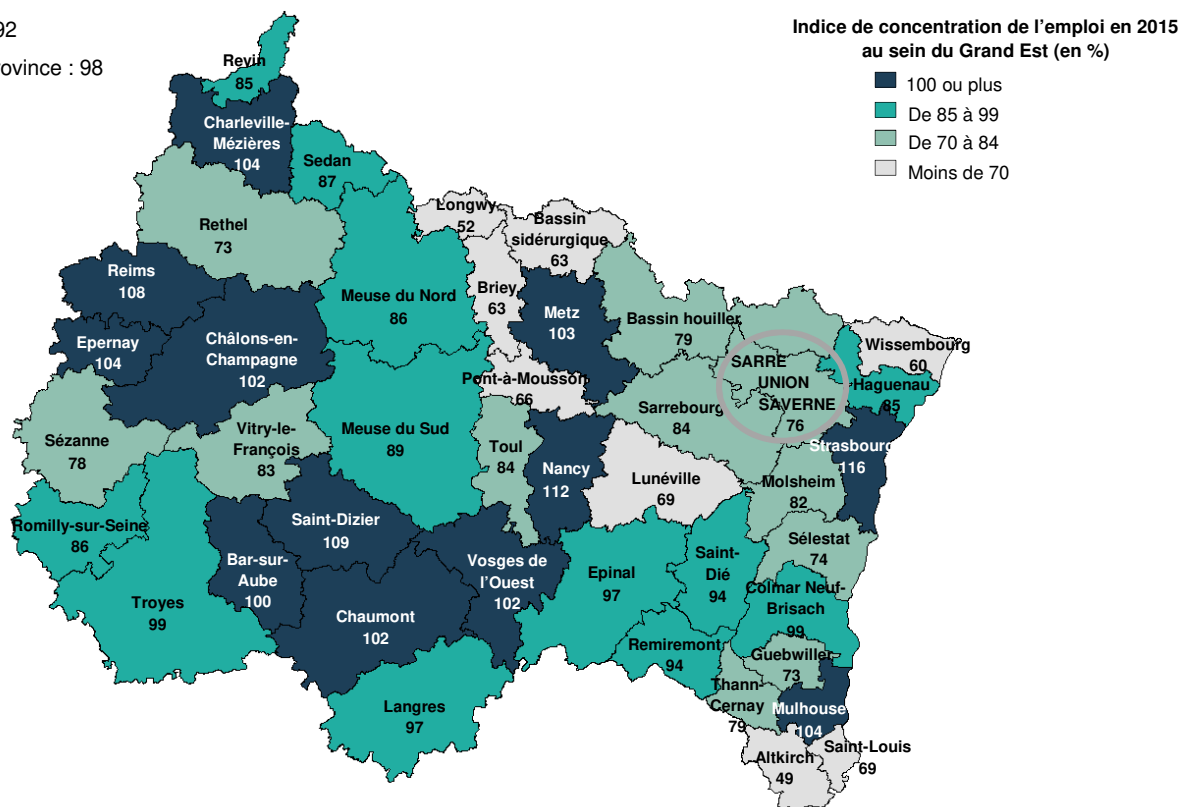 92
rovince : 98
Indice de concentration de l'emploi en 2015
au sein du Grand Est (en %)
100 ou plus
De 85 à 99
De 70 à 84
Moins de 70
Revin
85
Charleville-
Mézières
104
Sedan
87
Rethel
73
Longwy
52
Bassin
sidérurgique
63
Reims
108
Meuse du Nord
86
Briey
63
Metz
103
Bassin houiller
79
Wissembourg
60
Epernay
104
Châlons-en-
Champagne
102
SARRE
UNION
SAVERNE
76
Haguenau
85
Pont-à-Mousson
66
Sarrebourg
84
Sézanne
78
Vitry-le-
François
83
Meuse du Sud
89
Toul
84
Nancy
112
Lunéville
69
Strasbourg
116
Molsheim
82
Romilly-sur-Seine
86
Saint-Dizier
109
Sélestat
74
Bar-sur-
Aube
100
Vosges de
l'Ouest
102
Epinal
97
Saint-
Dié
94
Colmar Neuf-
Brisach
99
Troyes
99
Chaumont
102
Remiremont
94
Guebwiller
73
Thann-
Cernay
79
Langres
97
Mulhouse
104
Altkirch
49
Saint-Louis
69